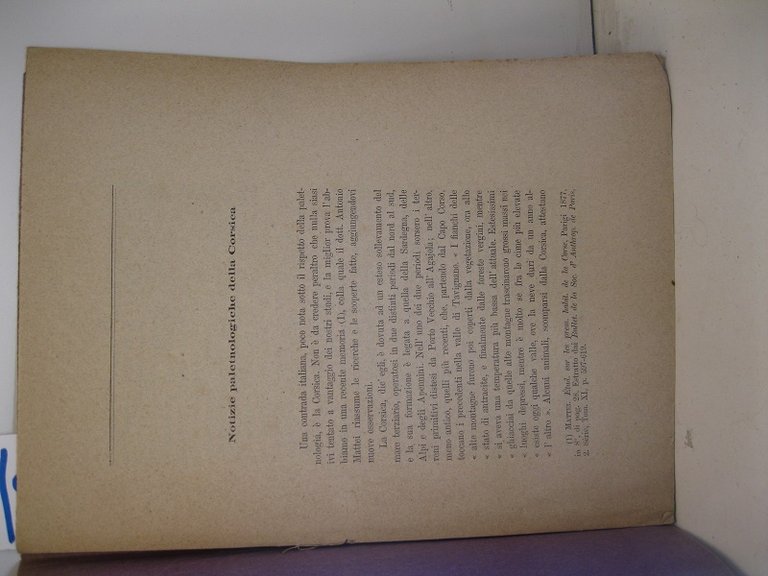 Notizie paletnologiche della Corsica
Una contrada italiana, poco nota sotto il rispetto della palet-
nologia, è la Corsica. Non è da credere peraltro che nulla siasi
ivi tentato a vantaggio dei nostri studi, e la miglior prova l'ab-
biamo in una recente memoria (1), colla quale il dott. Antonio
Mattei riassume le ricerche e le scoperte fatte, aggiungendovi
nuove osservazioni.
La Corsica, dic' egli, è dovuta ad un esteso sollevamento del
mare terziario, operatosi in due distinti periodi dal nord al sud,
e la sua formazione è legata a quella della Sardegna, delle
Alpi e degli Apennini. Nell' uno dei due periodi sorsero i ter-
reni primitivi distesi da Porto Vecchio all' Agajola; nell' altro,
meno antico, quelli più recenti, che, partendo dal Capo Corso,
toccano i precedenti nella valle di Tavignano. « I fianchi delle
« alte montagne furono poi coperti dalla vegetazione, ora allo
« stato di antracite, e finalmente dalle foreste vergini, mentre
« si aveva una temperatura più bassa dell' attuale. Estesissimi
« ghiacciai da quelle alte montagne trascinarono grossi massi nei
« luoghi depressi, mentre è molto se fra le cime più elevate
« esiste oggi qualche valle, ove la neve duri da un anno al-
« l' altro ». Alcuni animali, scomparsi dalla Corsica, attestano
(1) MATTEI. Étud. sur les prem. habit. de la Corse, Parigi 1877,
in 8°, di pag. 28. Estratto dai Bullet. de la Soc. d' Anthrop. de Paris,
2. Série, tom. XI, p. 597-618.